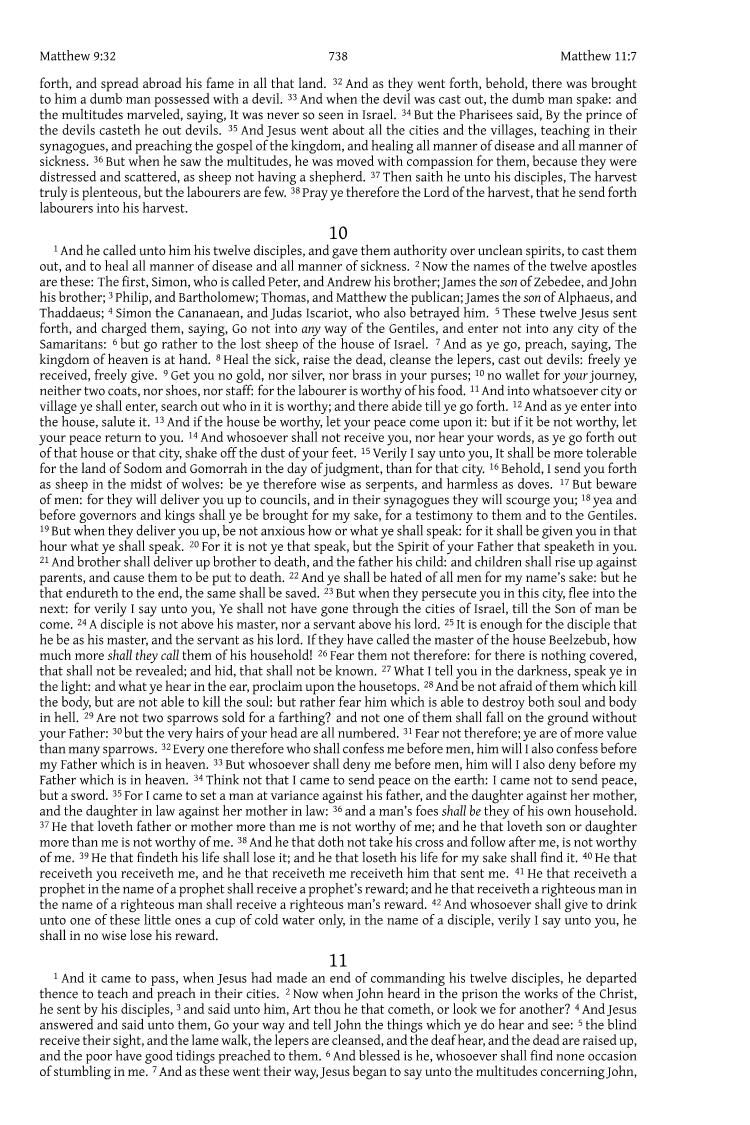 Matthew 9:32 738 Matthew 11:7
forth, and spread abroad his fame in all that land. 32 And as they went forth, behold, there was brought
to him a dumb man possessed with a devil. 33 And when the devil was cast out, the dumb man spake: and
the multitudes marveled, saying, It was never so seen in Israel. 34 But the Pharisees said, By the prince of
the devils casteth he out devils. 35 And Jesus went about all the cities and the villages, teaching in their
synagogues, and preaching the gospel of the kingdom, and healing all manner of disease and all manner of
sickness. 36 But when he saw the multitudes, he was moved with compassion for them, because they were
distressed and scattered, as sheep not having a shepherd. 37 Then saith he unto his disciples, The harvest
truly is plenteous, but the labourers are few. 38 Pray ye therefore the Lord of the harvest, that he send forth
labourers into his harvest.
10
1 And he called unto him his twelve disciples, and gave them authority over unclean spirits, to cast them
out, and to heal all manner of disease and all manner of sickness. 2 Now the names of the twelve apostles
are these: The first, Simon, who is called Peter, and Andrew his brother; James the son of Zebedee, and John
his brother; 3 Philip, and Bartholomew; Thomas, and Matthew the publican; James the son of Alphaeus, and
Thaddaeus; 4 Simon the Cananaean, and Judas Iscariot, who also betrayed him. 5 These twelve Jesus sent
forth, and charged them, saying, Go not into any way of the Gentiles, and enter not into any city of the
Samaritans: 6 but go rather to the lost sheep of the house of Israel. 7 And as ye go, preach, saying, The
kingdom of heaven is at hand. 8 Heal the sick, raise the dead, cleanse the lepers, cast out devils: freely ye
received, freely give. 9 Get you no gold, nor silver, nor brass in your purses; 10 no wallet for your journey,
neither two coats, nor shoes, nor staff: for the labourer is worthy of his food. 11 And into whatsoever city or
village ye shall enter, search out who in it is worthy; and there abide till ye go forth. 12 And as ye enter into
the house, salute it. 13 And if the house be worthy, let your peace come upon it: but if it be not worthy, let
your peace return to you. 14 And whosoever shall not receive you, nor hear your words, as ye go forth out
of that house or that city, shake off the dust of your feet. 15 Verily I say unto you, It shall be more tolerable
for the land of Sodom and Gomorrah in the day of judgment, than for that city. 16 Behold, I send you forth
as sheep in the midst of wolves: be ye therefore wise as serpents, and harmless as doves. 17 But beware
of men: for they will deliver you up to councils, and in their synagogues they will scourge you; 18 yea and
before governors and kings shall ye be brought for my sake, for a testimony to them and to the Gentiles.
19 But when they deliver you up, be not anxious how or what ye shall speak: for it shall be given you in that
hour what ye shall speak. 20 For it is not ye that speak, but the Spirit of your Father that speaketh in you.
21 And brother shall deliver up brother to death, and the father his child: and children shall rise up against
parents, and cause them to be put to death. 22 And ye shall be hated of all men for my name's sake: but he
that endureth to the end, the same shall be saved. 23 But when they persecute you in this city, flee into the
next: for verily I say unto you, Ye shall not have gone through the cities of Israel, till the Son of man be
come. 24 A disciple is not above his master, nor a servant above his lord. 25 It is enough for the disciple that
he be as his master, and the servant as his lord. If they have called the master of the house Beelzebub, how
much more shall they call them of his household! 26 Fear them not therefore: for there is nothing covered,
that shall not be revealed; and hid, that shall not be known. 27 What I tell you in the darkness, speak ye in
the light: and what ye hear in the ear, proclaim upon the housetops. 28 And be not afraid of them which kill
the body, but are not able to kill the soul: but rather fear him which is able to destroy both soul and body
in hell. 29 Are not two sparrows sold for a farthing? and not one of them shall fall on the ground without
your Father: 30 but the very hairs of your head are all numbered. 31 Fear not therefore; ye are of more value
than many sparrows. 32 Every one therefore who shall confess me before men, him will I also confess before
my Father which is in heaven. 33 But whosoever shall deny me before men, him will I also deny before my
Father which is in heaven. 34 Think not that I came to send peace on the earth: I came not to send peace,
but a sword. 35 For I came to set a man at variance against his father, and the daughter against her mother,
and the daughter in law against her mother in law: 36 and a man's foes shall be they of his own household.
37 He that loveth father or mother more than me is not worthy of me; and he that loveth son or daughter
more than me is not worthy of me. 38 And he that doth not take his cross and follow after me, is not worthy
of me. 39 He that findeth his life shall lose it; and he that loseth his life for my sake shall find it. 40 He that
receiveth you receiveth me, and he that receiveth me receiveth him that sent me. 41 He that receiveth a
prophet in the name of a prophet shall receive a prophet's reward; and he that receiveth a righteous man in
the name of a righteous man shall receive a righteous man's reward. 42 And whosoever shall give to drink
unto one of these little ones a cup of cold water only, in the name of a disciple, verily I say unto you, he
shall in no wise lose his reward.
11
1 And it came to pass, when Jesus had made an end of commanding his twelve disciples, he departed
thence to teach and preach in their cities. 2 Now when John heard in the prison the works of the Christ,
he sent by his disciples, 3 and said unto him, Art thou he that cometh, or look we for another? 4 And Jesus
answered and said unto them, Go your way and tell John the things which ye do hear and see: 5 the blind
receive their sight, and the lame walk, the lepers are cleansed, and the deaf hear, and the dead are raised up,
and the poor have good tidings preached to them. 6 And blessed is he, whosoever shall find none occasion
of stumbling in me. 7 And as these went their way, Jesus began to say unto the multitudes concerning John,